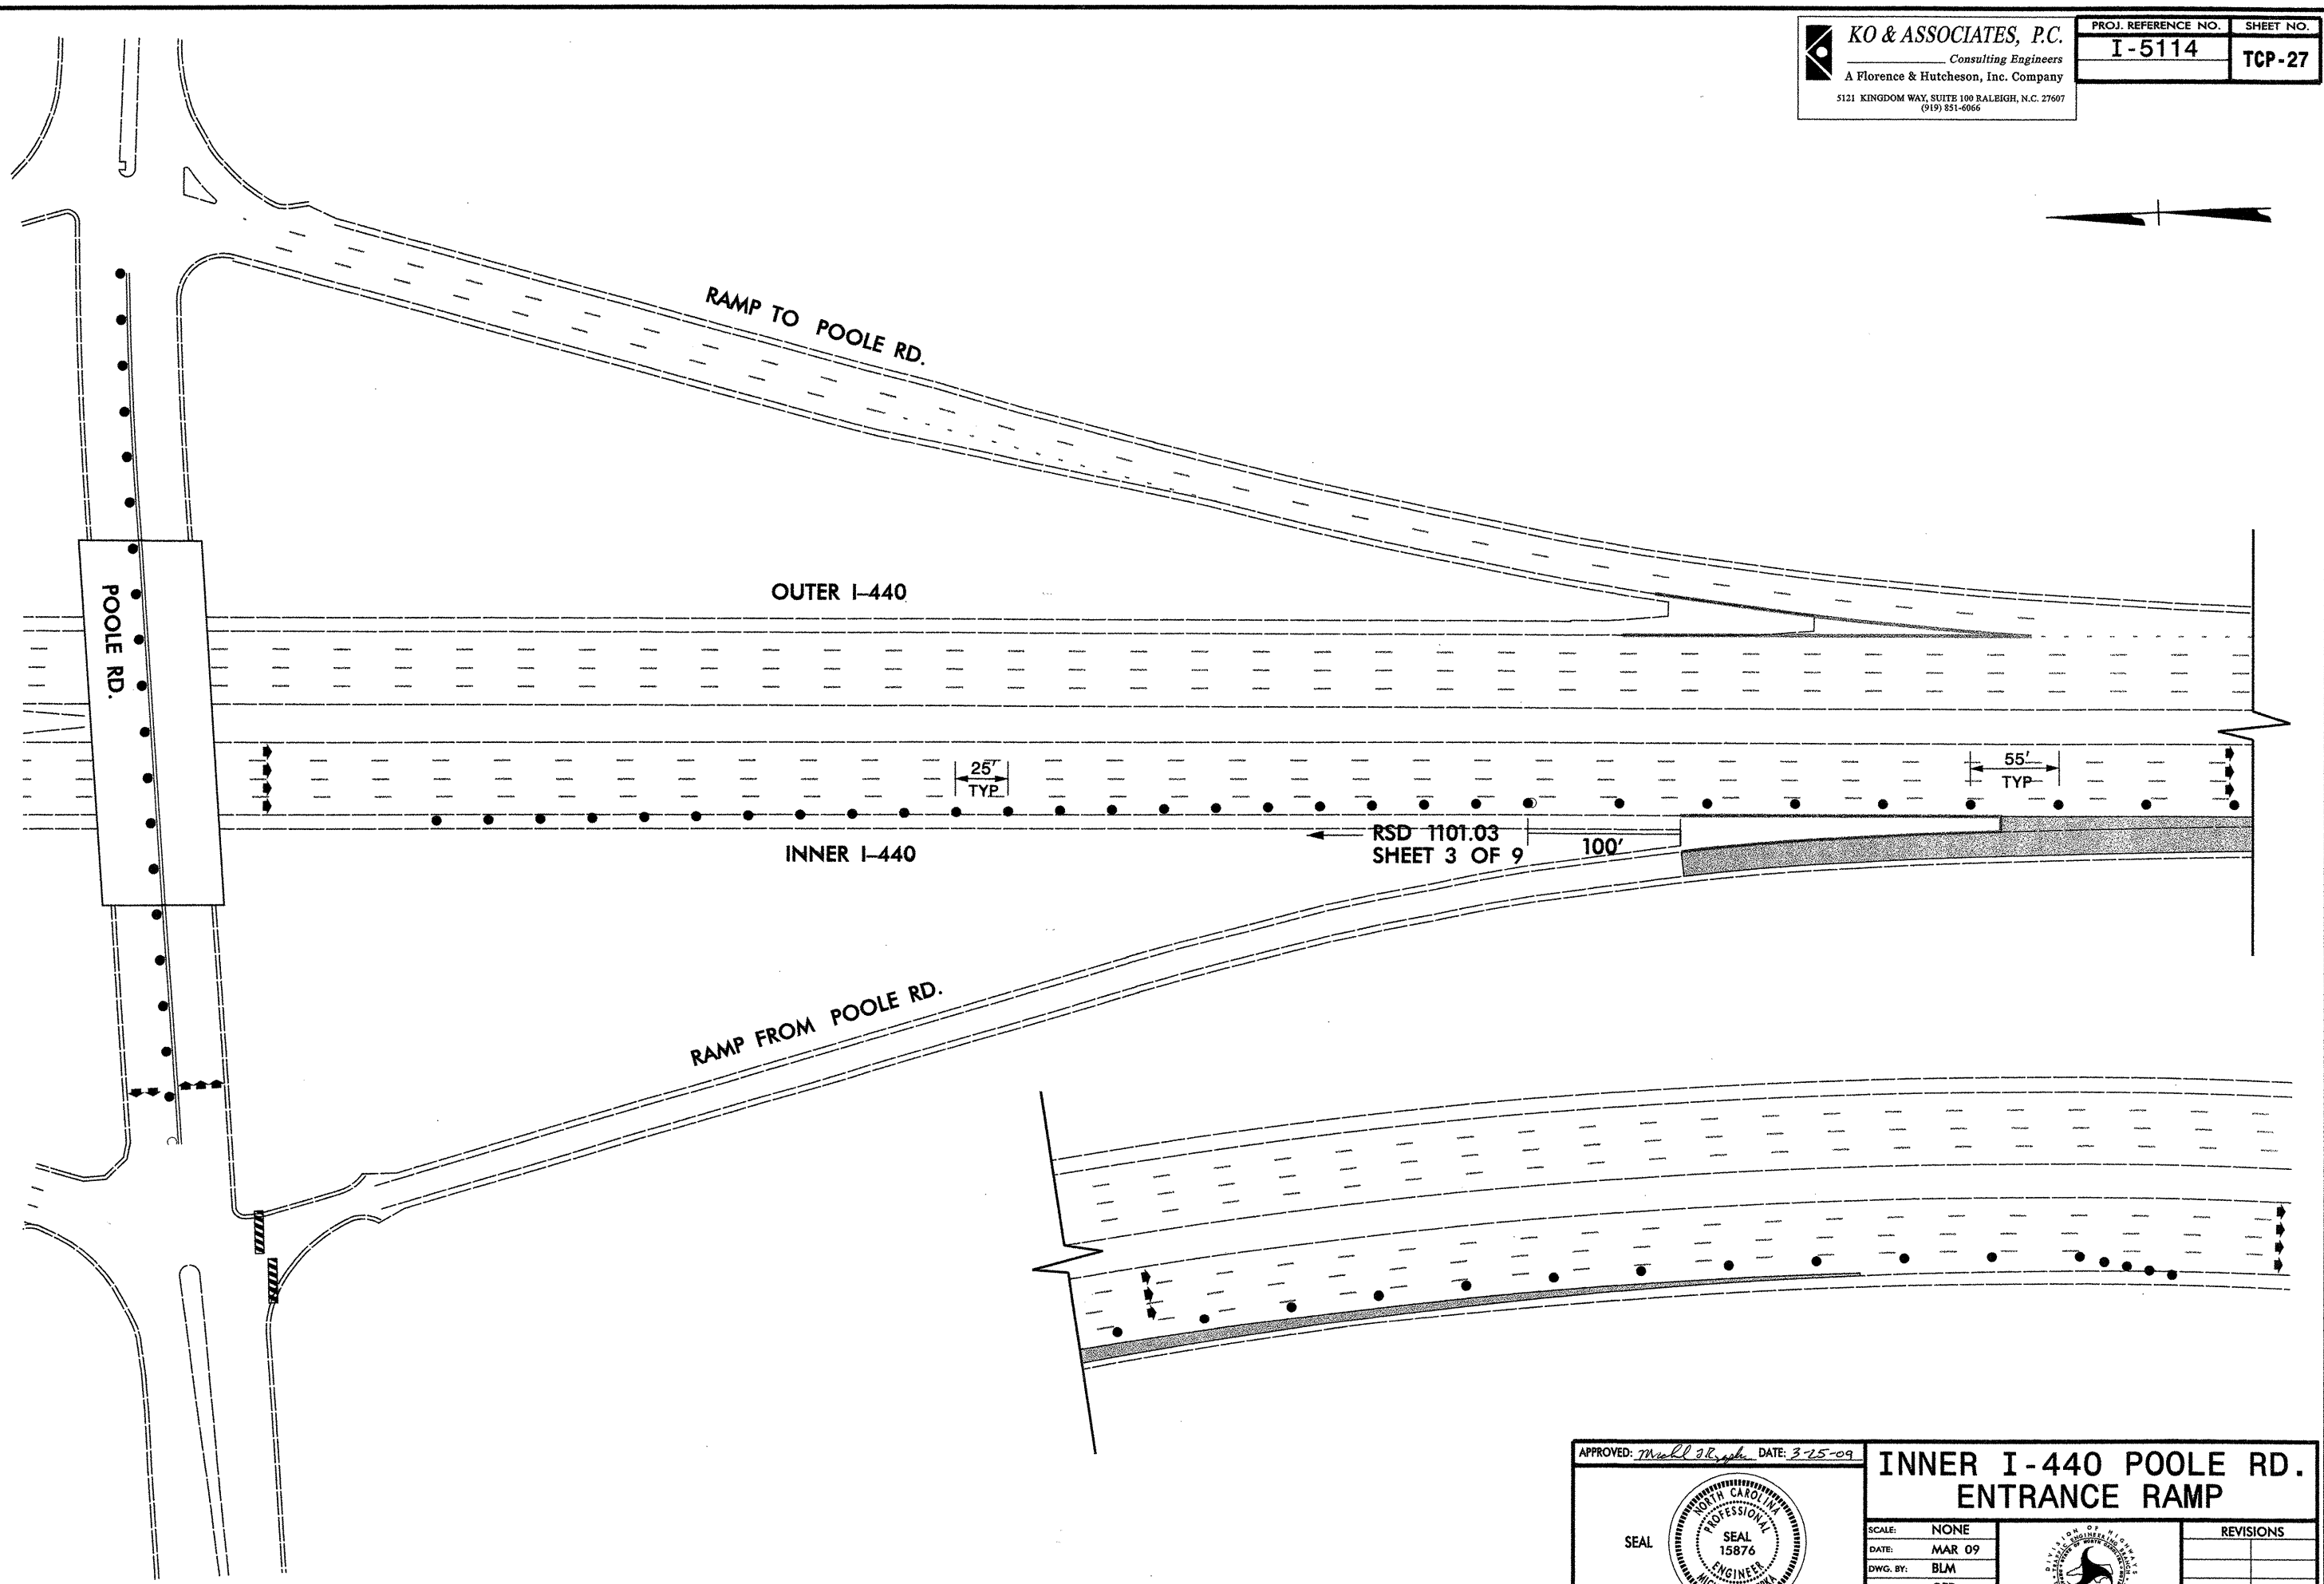 KO & ASSOCIATES, P.C.
Consulting Engineers
A Florence & Hutcheson, Inc. Company
5121 KINGDOM WAY, SUITE 100 RALEIGH, N.C. 27607
(919) 851-6066
PROJ. REFERENCE NO.
SHEET NO.
I-5114
TCP-27
RAMP TO POOLE RD.
OUTER I-440
POOLE RD.
25'
TYP
55'
TYP
RSD 1101.03
SHEET 3 OF 9
100'
INNER I-440
RAMP FROM POOLE RD.
APPROVED: DATE: 3-25-09
INNER I-440 POOLE RD.
ENTRANCE RAMP
SEAL
NORTH CAROLINA
PROFESSIONAL
SEAL
15876
ENGINEER
SCALE: NONE
DATE: MAR 09
DWG. BY: BLM
DIVISION OF HIGHWAYS
REVISIONS